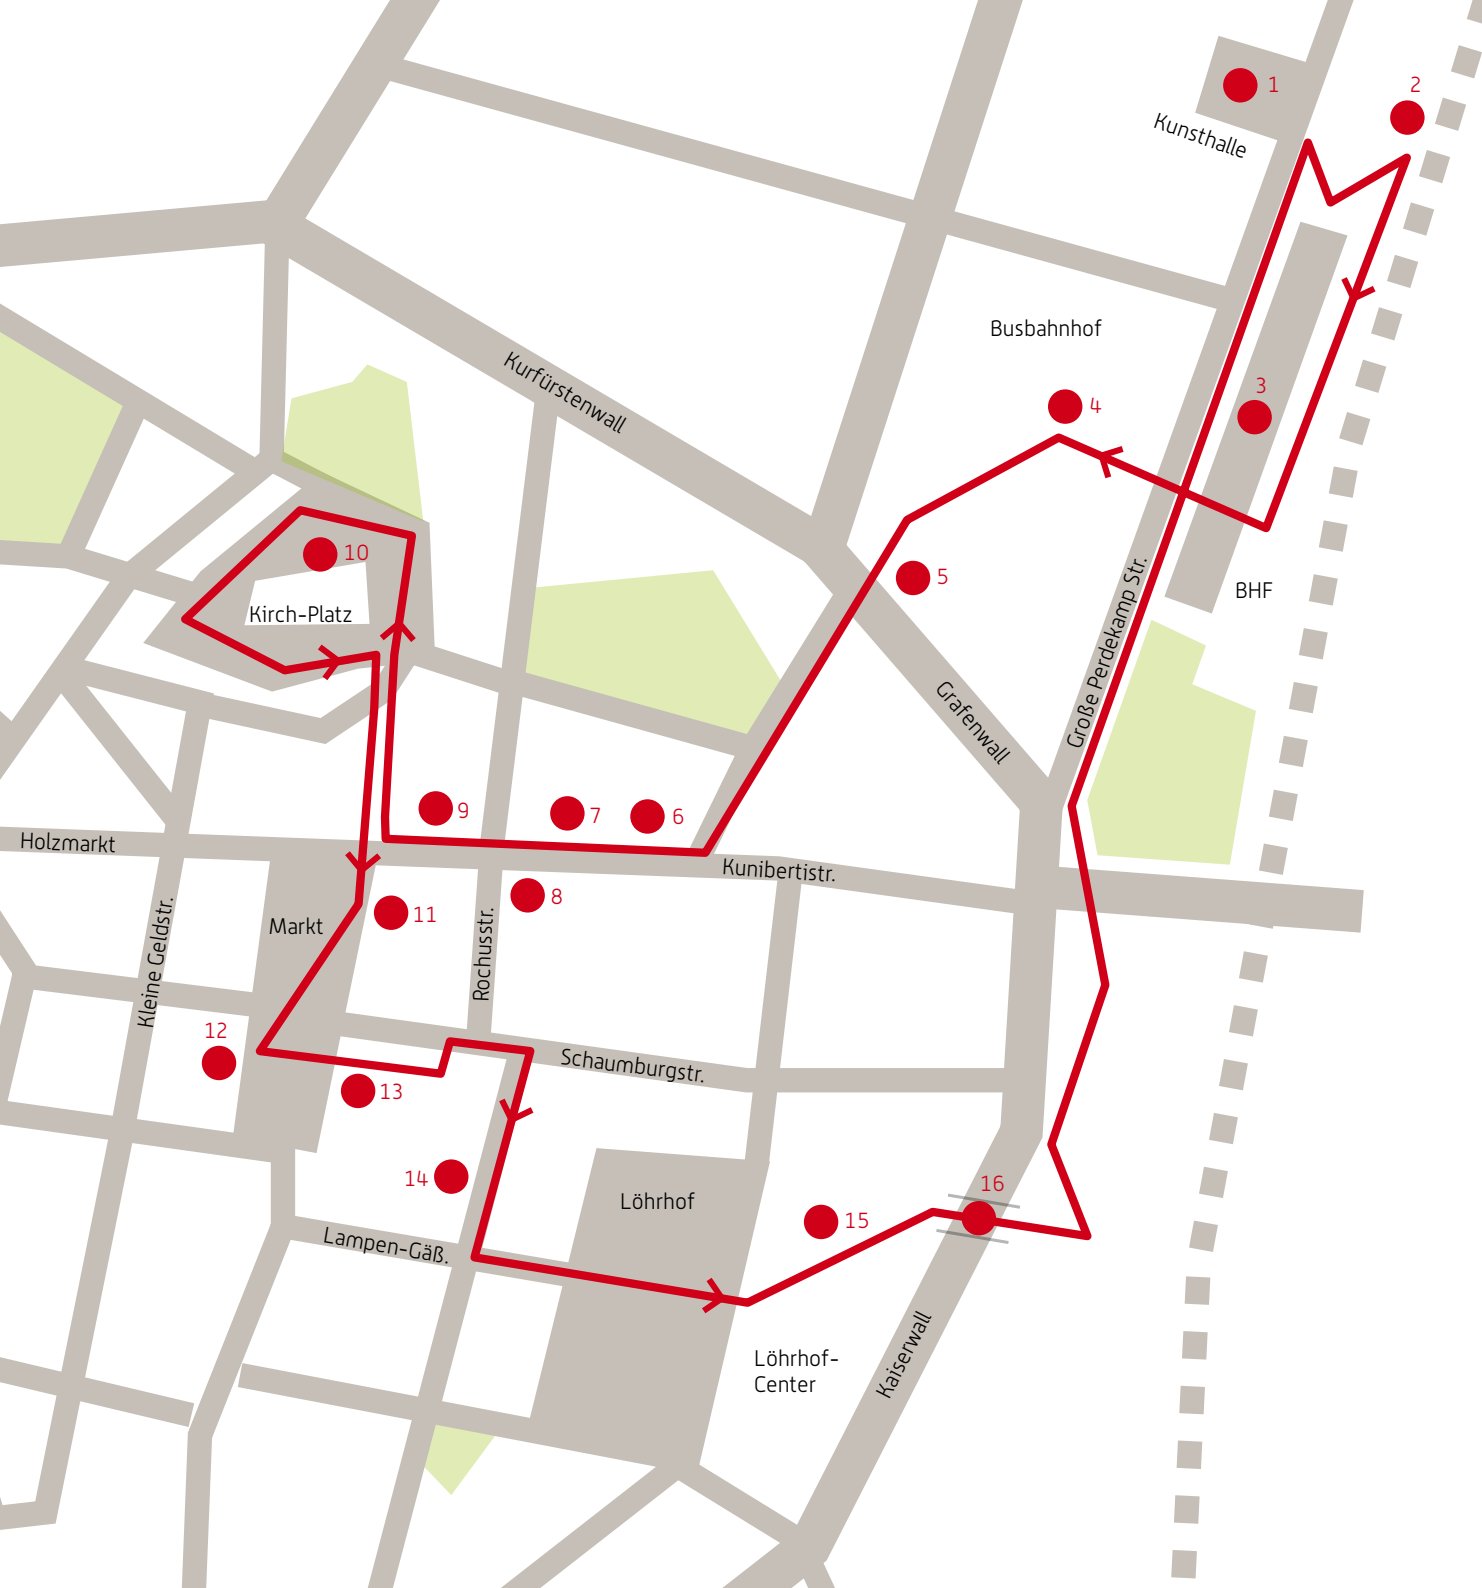 2
1
Kunsthalle
Busbahnhof
Kurfürstenwall
3
4
10
5
BHF
Kirch-Platz
Große Perdekamp Str.
Grafenwall
9
7
6
Holzmarkt
Kunibertistr.
8
11
Markt
Kleine Geldstr.
Rochusstr.
12
Schaumburgstr.
13
14
16
Löhrhof
15
Lampen-Gäß.
Löhrhof-
Center
Kaiserwall